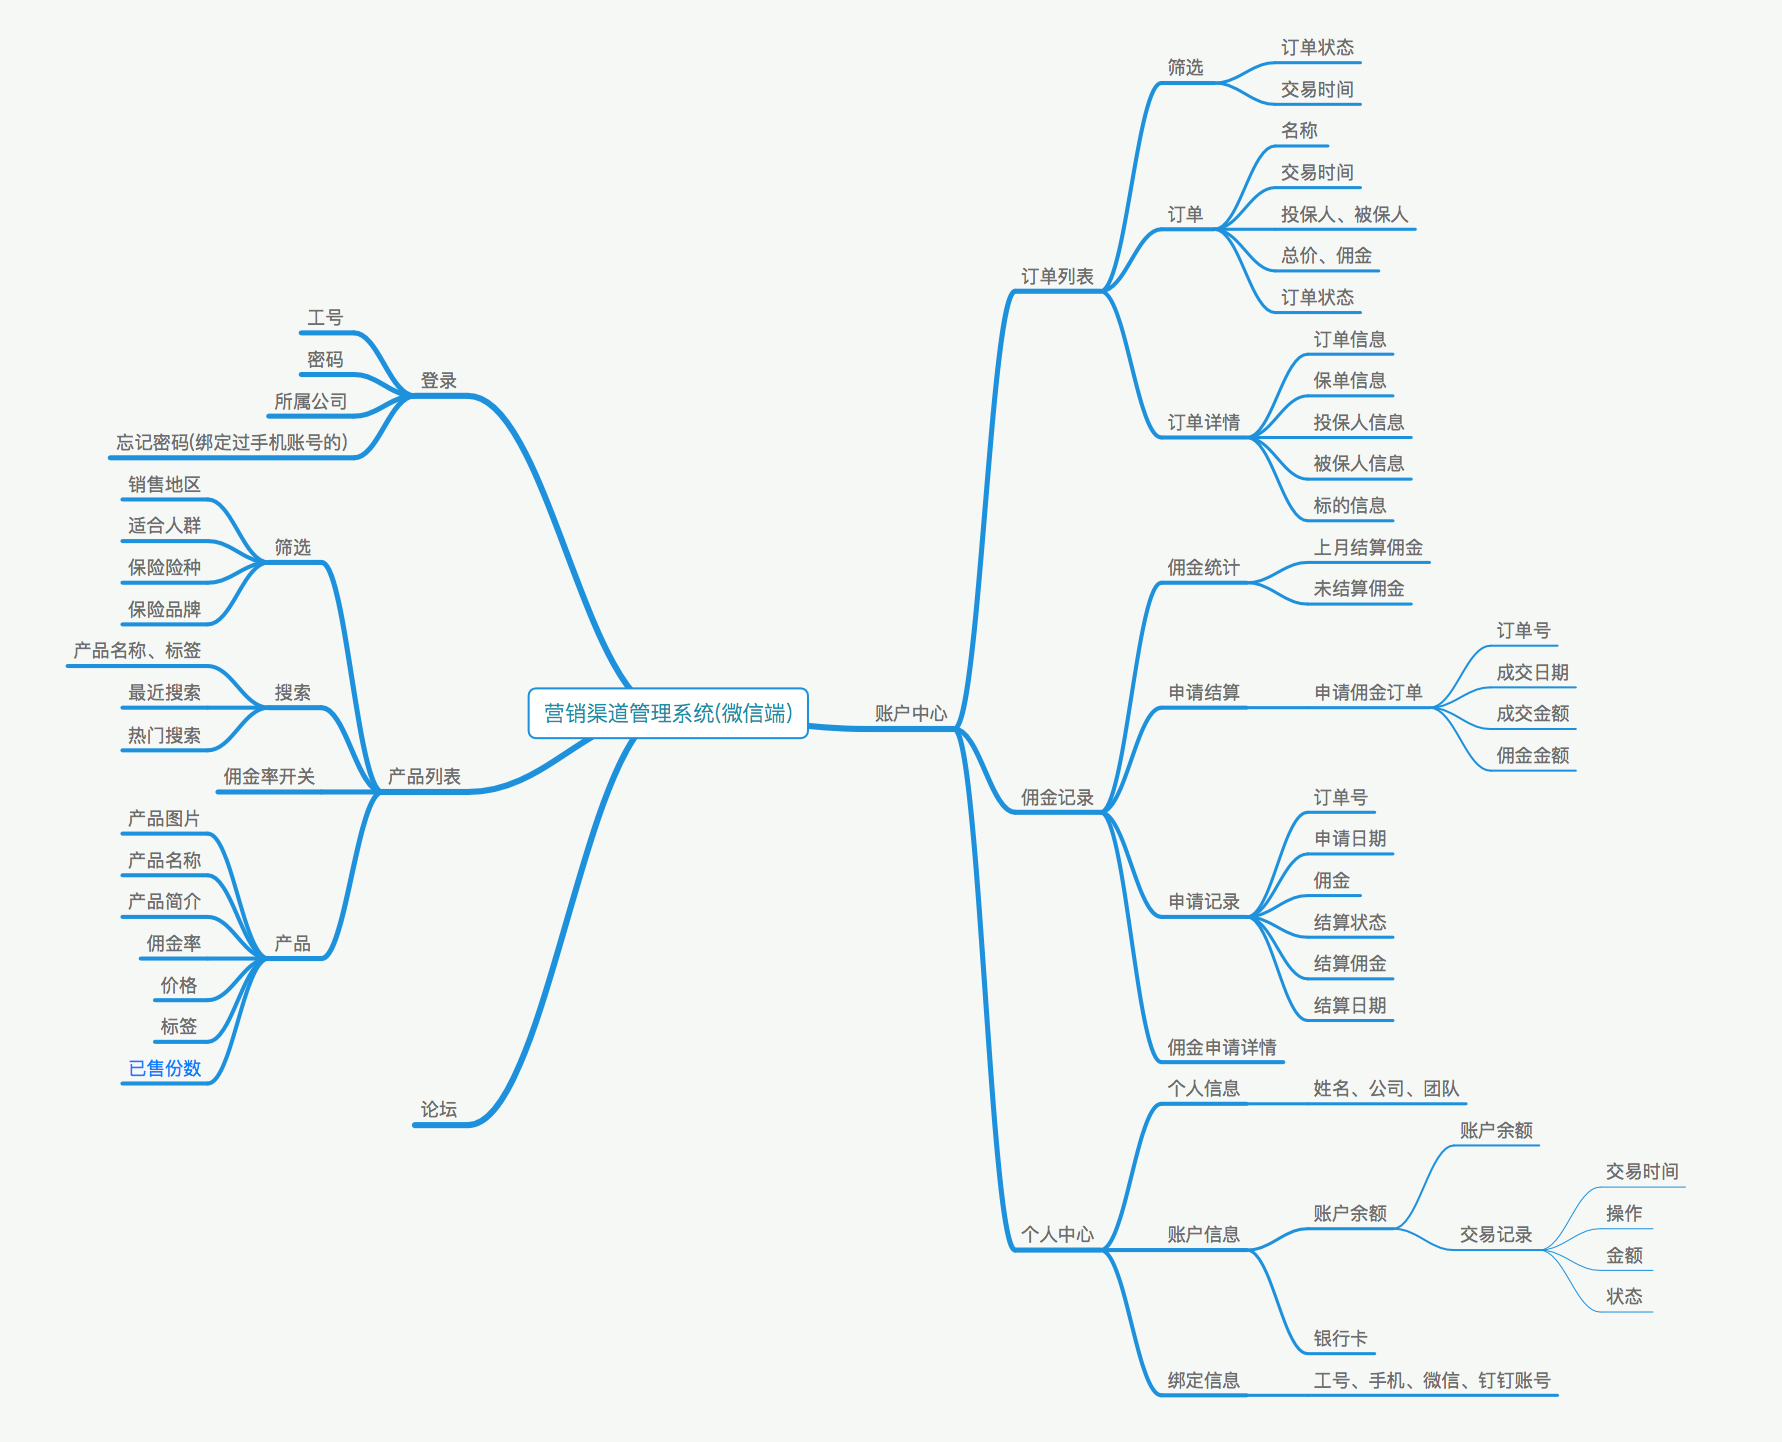 营销渠道管理系统(微信端)
登录
工号
密码
所属公司
忘记密码(绑定过手机账号的)
产品列表
筛选
销售地区
适合人群
保险险种
保险品牌
搜索
产品名称、标签
最近搜索
热门搜索
佣金率开关
产品
产品图片
产品名称
产品简介
佣金率
价格
标签
已售份数
论坛
账户中心
订单列表
筛选
订单状态
交易时间
订单
名称
交易时间
投保人、被保人
总价、佣金
订单状态
订单详情
订单信息
保单信息
投保人信息
被保人信息
标的信息
佣金记录
佣金统计
上月结算佣金
未结算佣金
申请结算
申请佣金订单
订单号
成交日期
成交金额
佣金金额
申请记录
订单号
申请日期
佣金
结算状态
结算佣金
结算日期
佣金申请详情
个人中心
个人信息
姓名、公司、团队
账户信息
账户余额
账户余额
交易记录
交易时间
操作
金额
状态
银行卡
绑定信息
工号、手机、微信、钉钉账号